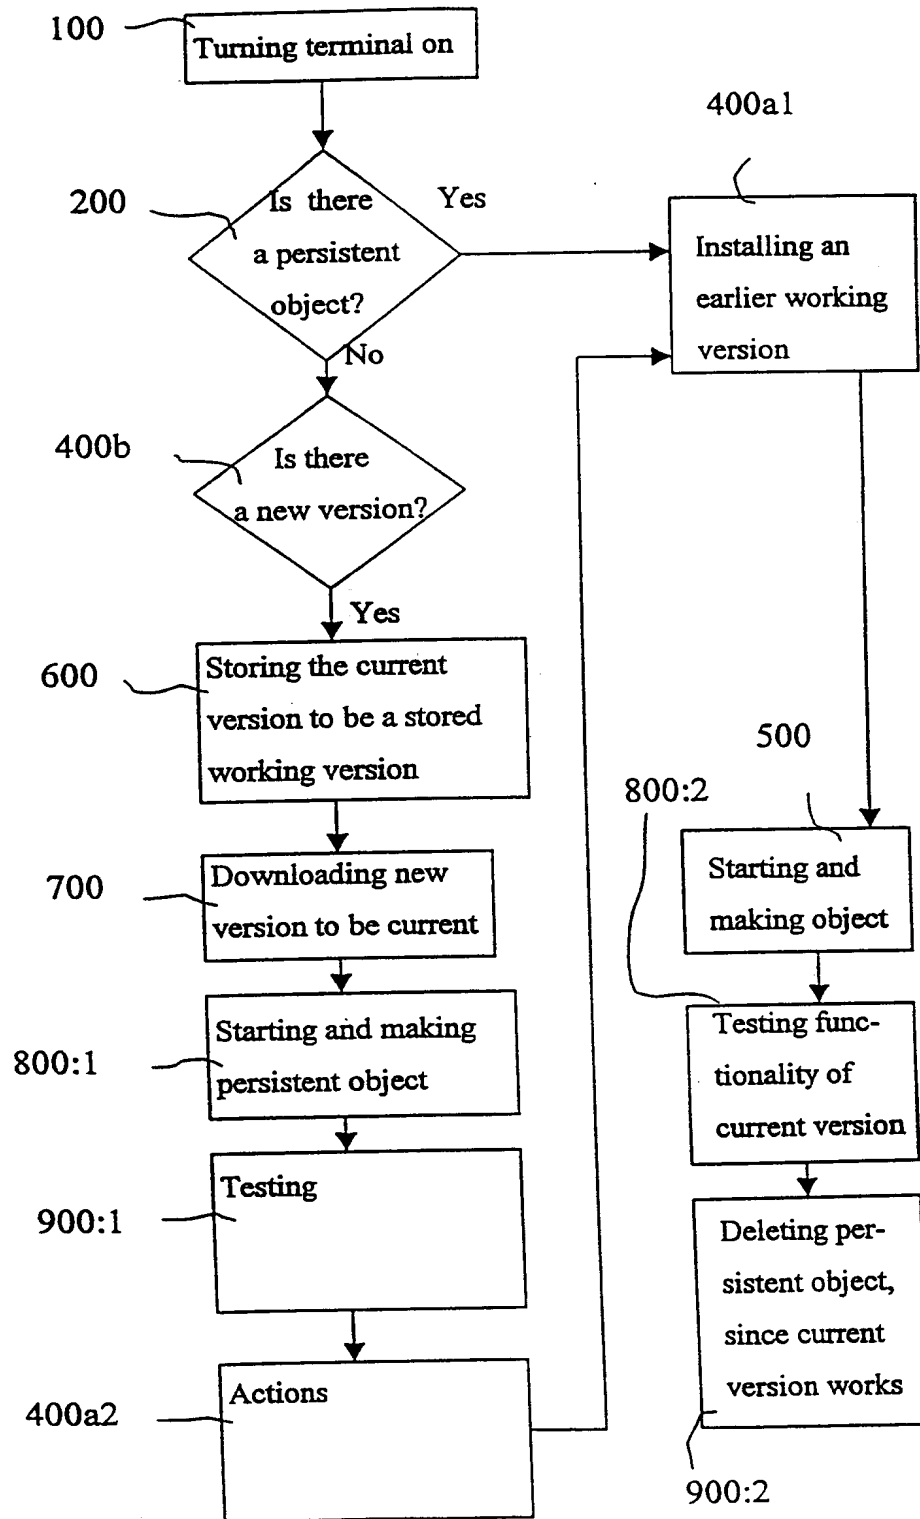 100
Turning terminal on
400a1
200
Is there
a persistent
object?
Yes
Installing an
earlier working
version
No
400b
Is there
a new version?
Yes
600
Storing the current
version to be a stored
working version
500
800:2
700
Downloading new
version to be current
Starting and
making object
800:1
Starting and making
persistent object
Testing func-
tionality of
current version
900:1
Testing
Deleting per-
sistent object,
since current
version works
400a2
Actions
900:2